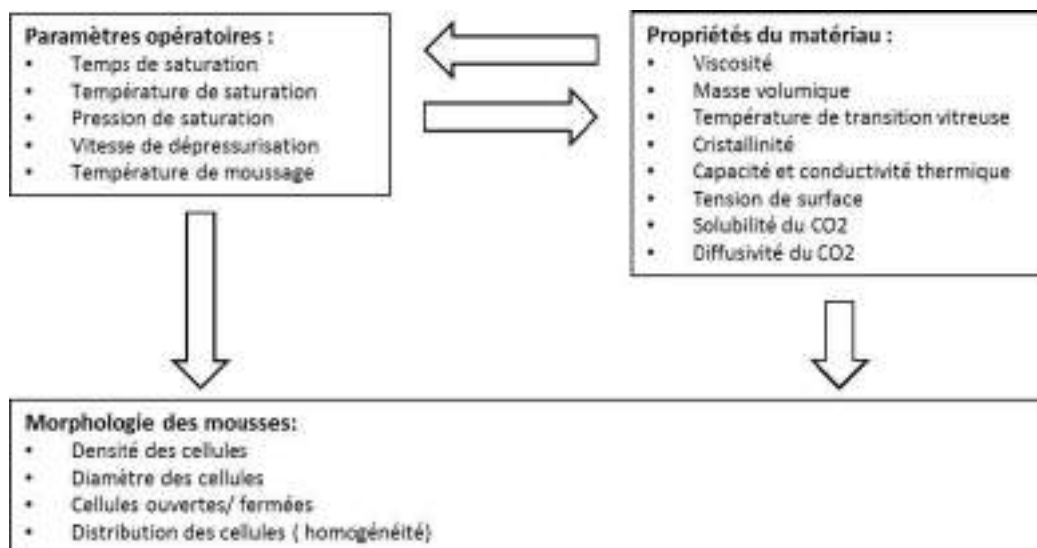 Paramètres opératoires :
• Temps de saturation
• Température de saturation
• Pression de saturation
• Vitesse de dépressurisation
• Température de moussage
Propriétés du matériau :
• Viscosité
• Masse volumique
• Température de transition vitreuse
• Cristallinité
• Capacité et conductivité thermique
• Tension de surface
• Solubilité du CO2
• Diffusivité du CO2
Morphologie des mousses:
• Densité des cellules
• Diamètre des cellules
• Cellules ouvertes/ fermées
• Distribution des cellules ( homogénéité)